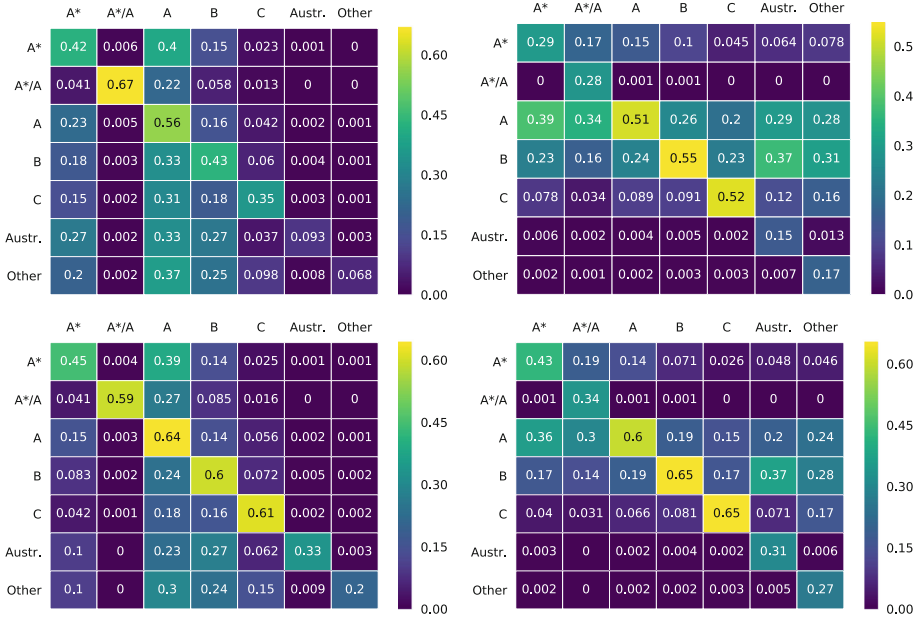 A* A*/A A B C Austr. Other
A* 0.42 0.006 0.4 0.15 0.023 0.001 0
A*/A 0.041 0.67 0.22 0.058 0.013 0 0
A 0.23 0.005 0.56 0.16 0.042 0.002 0.001
B 0.18 0.003 0.33 0.43 0.06 0.004 0.001
C 0.15 0.002 0.31 0.18 0.35 0.003 0.001
Austr. 0.27 0.002 0.33 0.27 0.037 0.093 0.003
Other 0.2 0.002 0.37 0.25 0.098 0.008 0.068
0.60
0.45
0.30
0.15
0.00
A* A*/A A B C Austr. Other
A* 0.29 0.17 0.15 0.1 0.045 0.064 0.078
A*/A 0 0.28 0.001 0.001 0 0 0
A 0.39 0.34 0.51 0.26 0.2 0.29 0.28
B 0.23 0.16 0.24 0.55 0.23 0.37 0.31
C 0.078 0.034 0.089 0.091 0.52 0.12 0.16
Austr. 0.006 0.002 0.004 0.005 0.002 0.15 0.013
Other 0.002 0.001 0.002 0.003 0.003 0.007 0.17
0.5
0.4
0.3
0.2
0.1
0.0
A* A*/A A B C Austr. Other
A* 0.45 0.004 0.39 0.14 0.025 0.001 0.001
A*/A 0.041 0.59 0.27 0.085 0.016 0 0
A 0.15 0.003 0.64 0.14 0.056 0.002 0.001
B 0.083 0.002 0.24 0.6 0.072 0.005 0.002
C 0.042 0.001 0.18 0.16 0.61 0.002 0.002
Austr. 0.1 0 0.23 0.27 0.062 0.33 0.003
Other 0.1 0 0.3 0.24 0.15 0.009 0.2
0.60
0.45
0.30
0.15
0.00
A* A*/A A B C Austr. Other
A* 0.43 0.19 0.14 0.071 0.026 0.048 0.046
A*/A 0.001 0.34 0.001 0.001 0 0 0
A 0.36 0.3 0.6 0.19 0.15 0.2 0.24
B 0.17 0.14 0.19 0.65 0.17 0.37 0.28
C 0.04 0.031 0.066 0.081 0.65 0.071 0.17
Austr. 0.003 0 0.002 0.004 0.002 0.31 0.006
Other 0.002 0 0.002 0.002 0.003 0.005 0.27
0.60
0.45
0.30
0.15
0.00